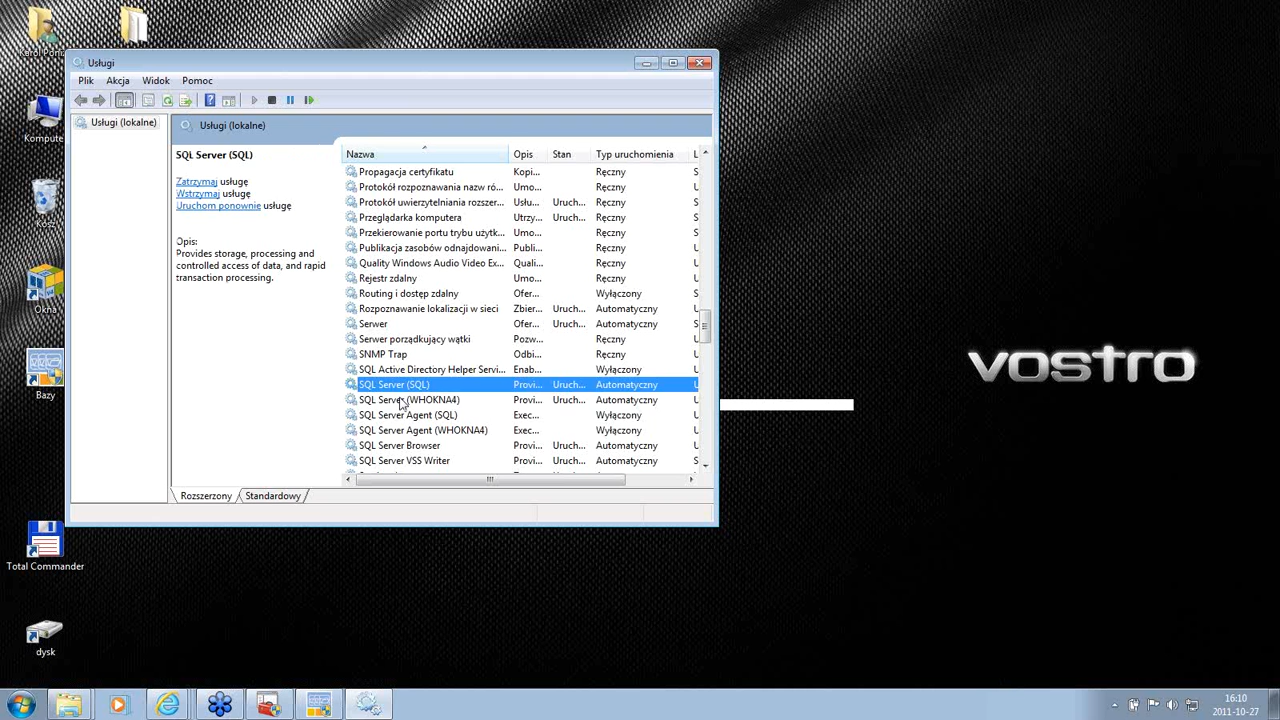 Usługi
Plik Akcja Widok Pomoc
Usługi (lokalne)
Usługi (lokalne)
SQL Server (SQL)
Zatrzymaj usługę
Wstrzymaj usługę
Uruchom ponownie usługę
Opis:
Provides storage, processing and
controlled access of data, and rapid
transaction processing.
Nazwa Opis Stan Typ uruchomienia L
Propagacja certyfikatu Kopi... Ręczny S
Protokół rozpoznawania nazw ró... Umo... Ręczny U
Protokół uwierzytelniania rozszer... Usłu... Uruch... Ręczny S
Przeglądarka komputera Uruch... Ręczny S
Przekierowanie portu trybu użytk... Umo... Ręczny S
Publikacja zasobów odnajdowani... Publi... Ręczny U
Quality Windows Audio Video Ex... Quali... Ręczny U
Rejestr zdalny Umo... Ręczny U
Routing i dostęp zdalny Ofer... Wyłączony S
Rozpoznawanie lokalizacji w sieci Zbier... Uruch... Automatyczny U
Serwer Ofer... Uruch... Automatyczny S
Serwer porządkujący wątki Pozw... Ręczny U
SNMP Trap Odbi... Ręczny U
SQL Active Directory Helper Servi... Enab... Wyłączony U
SQL Server (SQL) Provi... Uruch... Automatyczny U
SQL Server (WHOKNA4) Provi... Uruch... Automatyczny U
SQL Server Agent (SQL) Exec... Wyłączony U
SQL Server Agent (WHOKNA4) Exec... Wyłączony U
SQL Server Browser Provi... Uruch... Automatyczny U
SQL Server VSS Writer Provi... Uruch... Automatyczny S
Rozszerzony Standardowy
Kosz
Okna
Bazy
Total Commander
dysk
vostro
16:10
2011-10-27